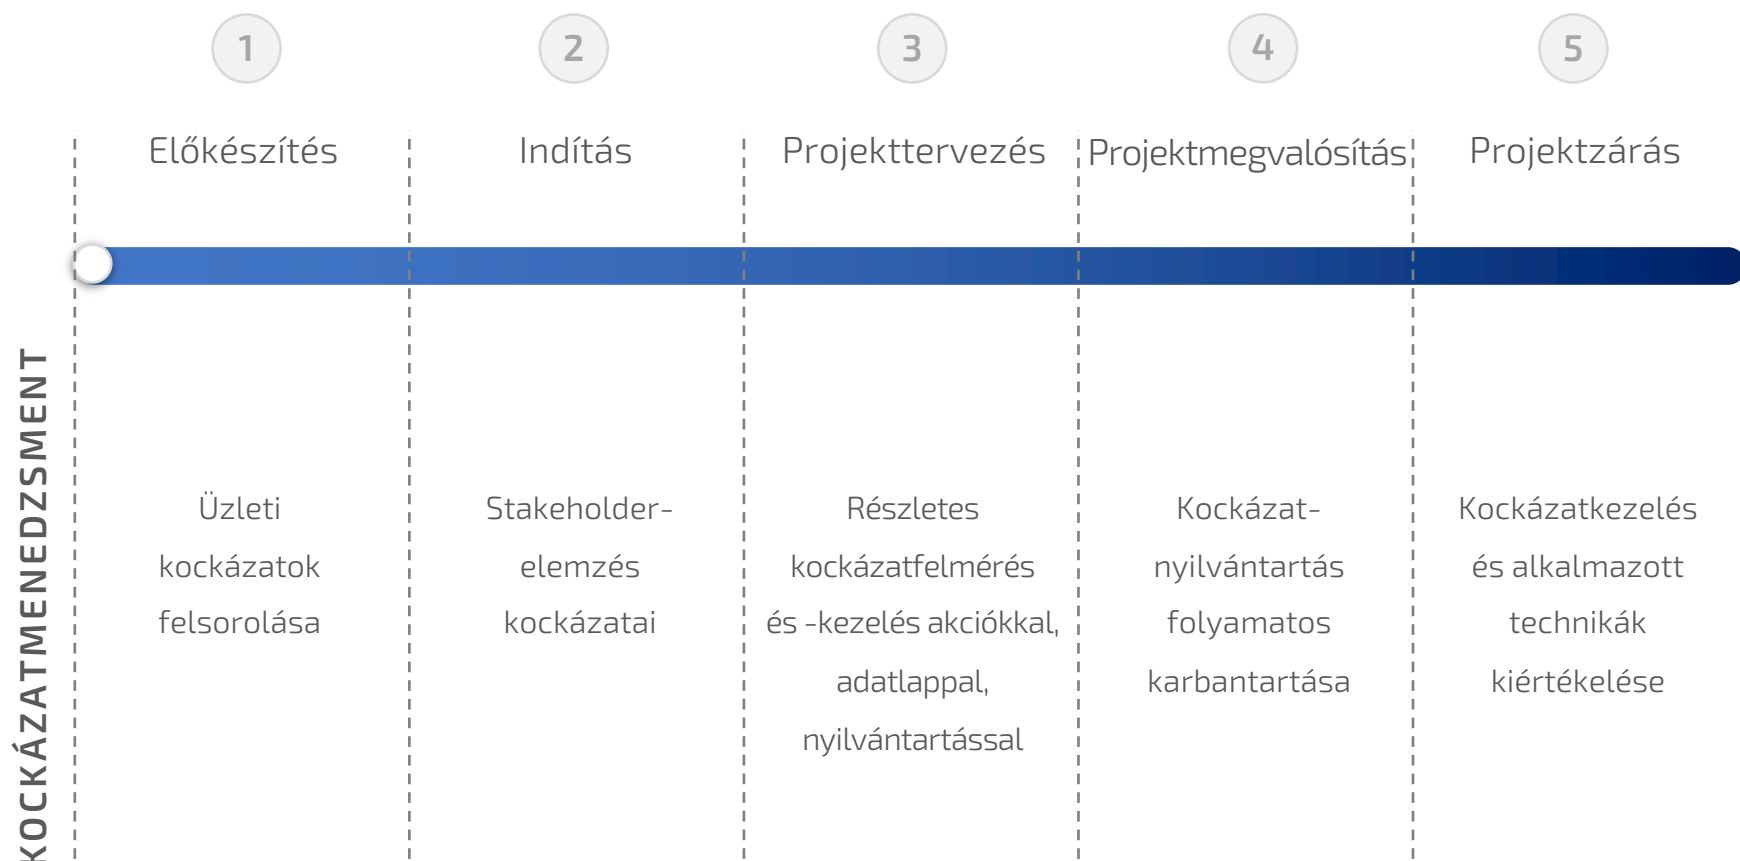 1
2
3
4
5
Előkészítés
Indítás
Projekttervezés
Projektmegvalósítás
Projektzárás
KOCKÁZATMENEDZSMENT
Üzleti
kockázatok
felsorolása
Stakeholder-
elemzés
kockázatai
Részletes
kockázatfelmérés
és -kezelés akciókkal,
adatlappal,
nyilvántartással
Kockázat-
nyilvántartás
folyamatos
karbantartása
Kockázatkezelés
és alkalmazott
technikák
kiértékelése